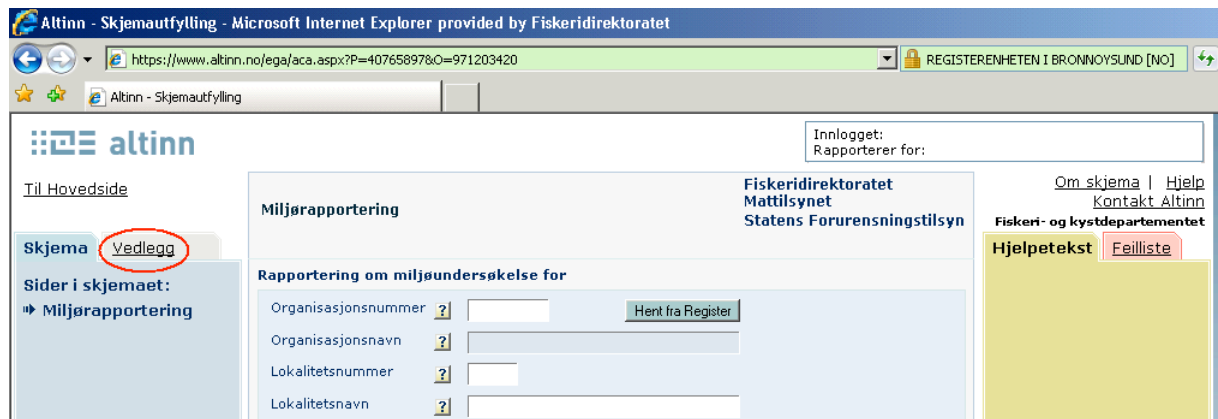 Altinn - Skjemautfylling - Microsoft Internet Explorer provided by Fiskeridirektoratet
https://www.altinn.no/ega/aca.aspx?P=40765897&O=971203420
REGISTERENHETEN I BRONNOYSUND [NO]
Altinn - Skjemautfylling
altinn
Innlogget:
Rapporterer for:
Til Hovedside
Miljørapportering
Fiskeridirektoratet
Mattilsynet
Statens Forurensningstilsyn
Om skjema | Hjelp
Kontakt Altinn
Fiskeri- og kystdepartementet
Skjema Vedlegg
Hjelpetekst Feilliste
Sider i skjemaet:
Miljørapportering
Rapportering om miljøundersøkelse for
Organisasjonsnummer ? Hent fra Register
Organisasjonsnavn ?
Lokalitetsnummer ?
Lokalitetsnavn ?